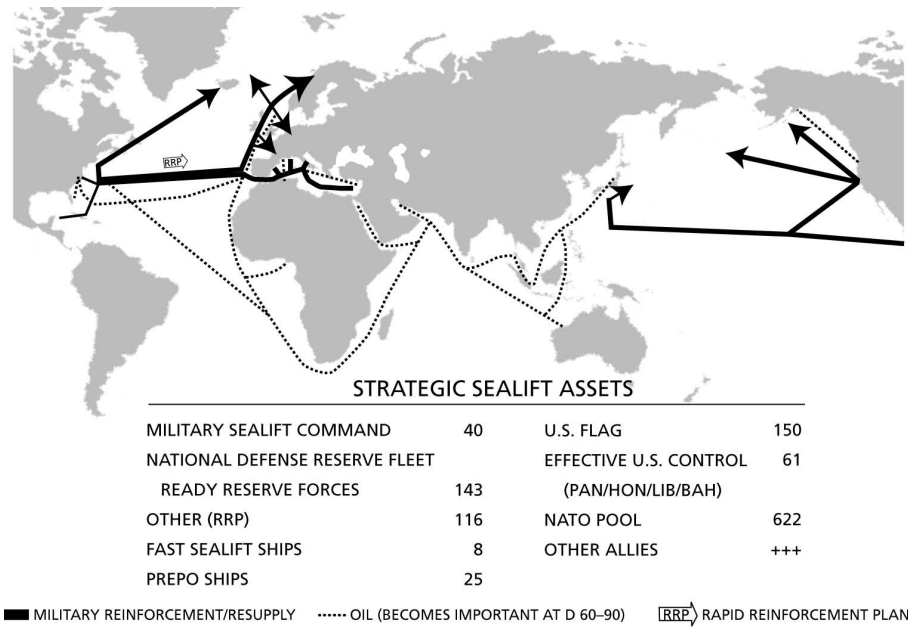 RRP
STRATEGIC SEALIFT ASSETS
MILITARY SEALIFT COMMAND 40
NATIONAL DEFENSE RESERVE FLEET
READY RESERVE FORCES 143
OTHER (RRP) 116
FAST SEALIFT SHIPS 8
PREPO SHIPS 25
U.S. FLAG 150
EFFECTIVE U.S. CONTROL 61
(PAN/HON/LIB/BAH)
NATO POOL 622
OTHER ALLIES +++
MILITARY REINFORCEMENT/RESUPPLY OIL (BECOMES IMPORTANT AT D 60–90) RRP RAPID REINFORCEMENT PLAN